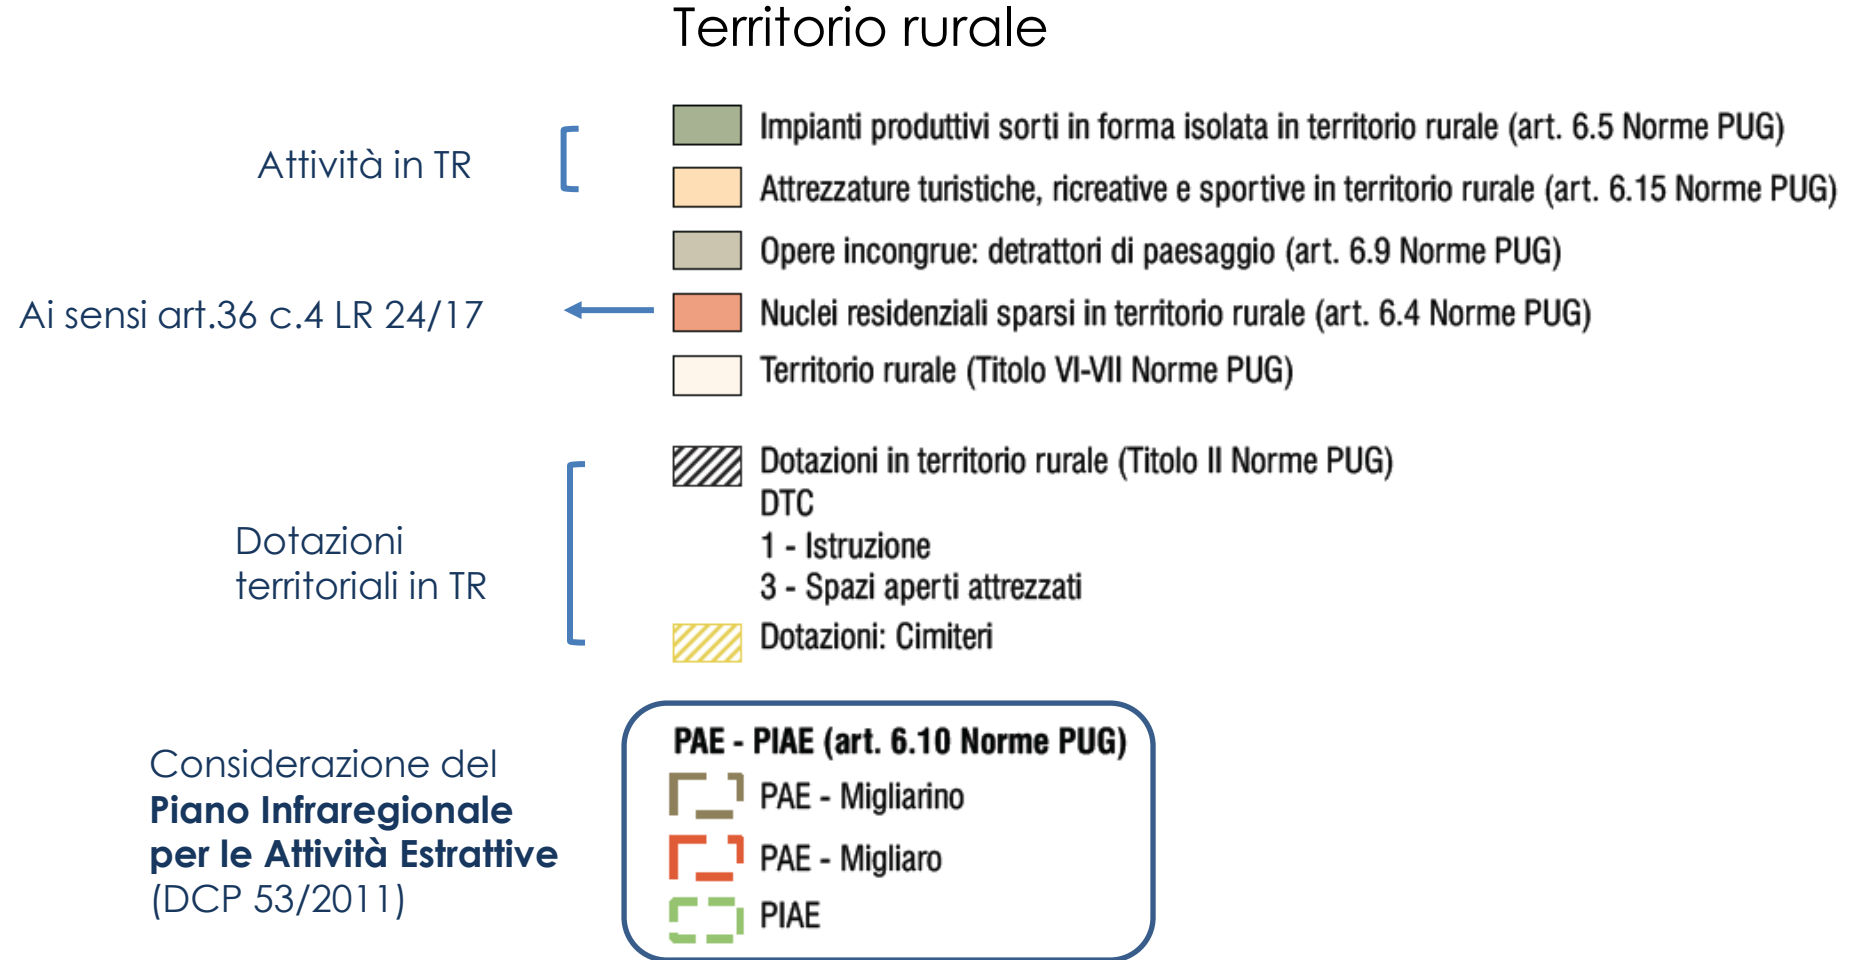 Territorio rurale
Attività in TR
Impianti produttivi sorti in forma isolata in territorio rurale (art. 6.5 Norme PUG)
Attrezzature turistiche, ricreative e sportive in territorio rurale (art. 6.15 Norme PUG)
Opere incongrue: detrattori di paesaggio (art. 6.9 Norme PUG)
Ai sensi art.36 c.4 LR 24/17
Nuclei residenziali sparsi in territorio rurale (art. 6.4 Norme PUG)
Territorio rurale (Titolo VI-VII Norme PUG)
Dotazioni
territoriali in TR
Dotazioni in territorio rurale (Titolo II Norme PUG)
DTC
1 - Istruzione
3 - Spazi aperti attrezzati
Dotazioni: Cimiteri
Considerazione del
Piano Infraregionale
per le Attività Estrattive
(DCP 53/2011)
PAE - PIAE (art. 6.10 Norme PUG)
PAE - Migliarino
PAE - Migliaro
PIAE